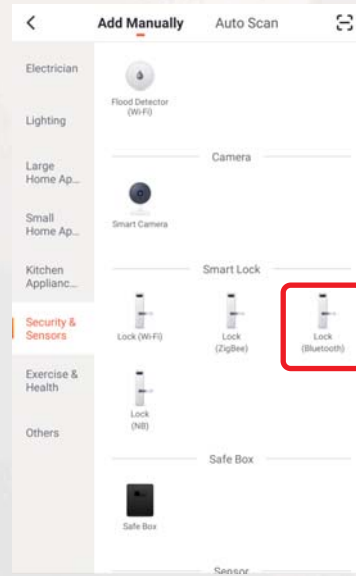 Add Manually
Auto Scan
Electrician
Lighting
Large
Home Ap...
Small
Home Ap...
Kitchen
Applianc...
Security &
Sensors
Exercise &
Health
Others
Flood Detector
(Wi-Fi)
Camera
Smart Camera
Smart Lock
Lock (Wi-Fi)
Lock
(ZigBee)
Lock
(Bluetooth)
Lock
(NB)
Safe Box
Safe Box
Sensor